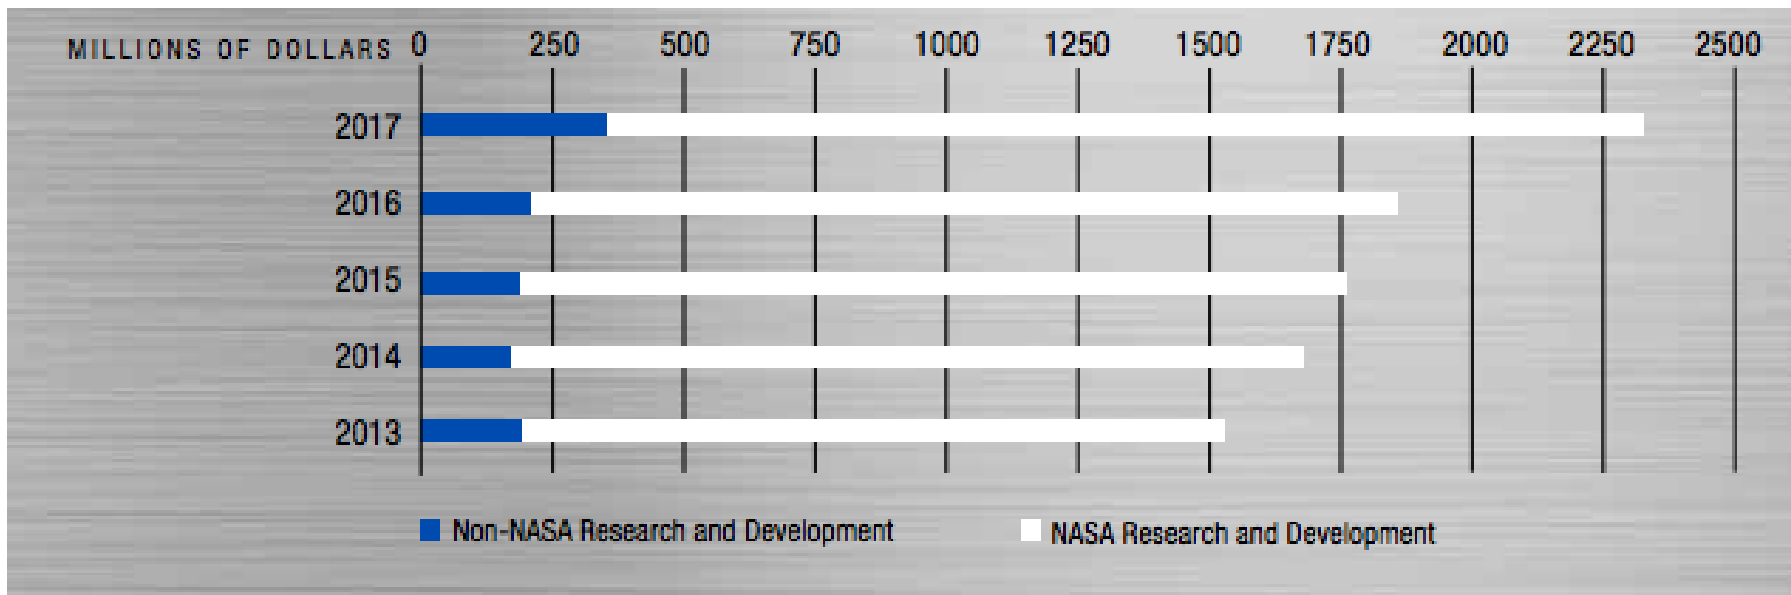 MILLIONS OF DOLLARS 0 250 500 750 1000 1250 1500 1750 2000 2250 2500
2017
2016
2015
2014
2013
Non-NASA Research and Development NASA Research and Development